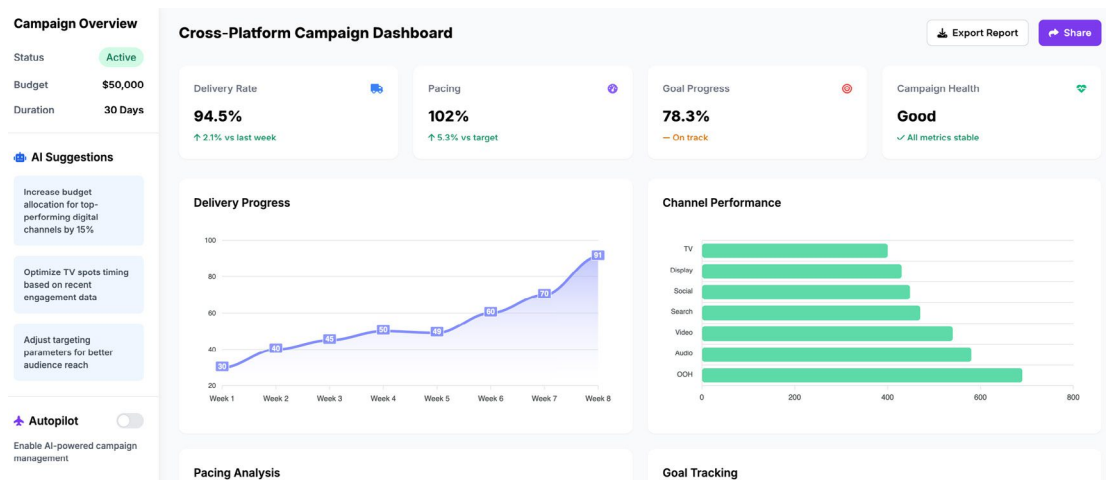 Campaign Overview
Status Active
Budget $50,000
Duration 30 Days
AI Suggestions
Increase budget
allocation for top-
performing digital
channels by 15%
Optimize TV spots timing
based on recent
engagement data
Adjust targeting
parameters for better
audience reach
Autopilot
Enable AI-powered campaign
management
Cross-Platform Campaign Dashboard
Export Report
Share
Delivery Rate
94.5%
↑ 2.1% vs last week
Pacing
102%
↑ 5.3% vs target
Goal Progress
78.3%
— On track
Campaign Health
Good
✓ All metrics stable
Delivery Progress
100
80
60
40
20
30
40
45
50
49
60
70
91
Week 1 Week 2 Week 3 Week 4 Week 5 Week 6 Week 7 Week 8
Channel Performance
TV
Display
Social
Search
Video
Audio
OOH
0 200 400 600 800
Pacing Analysis
Goal Tracking